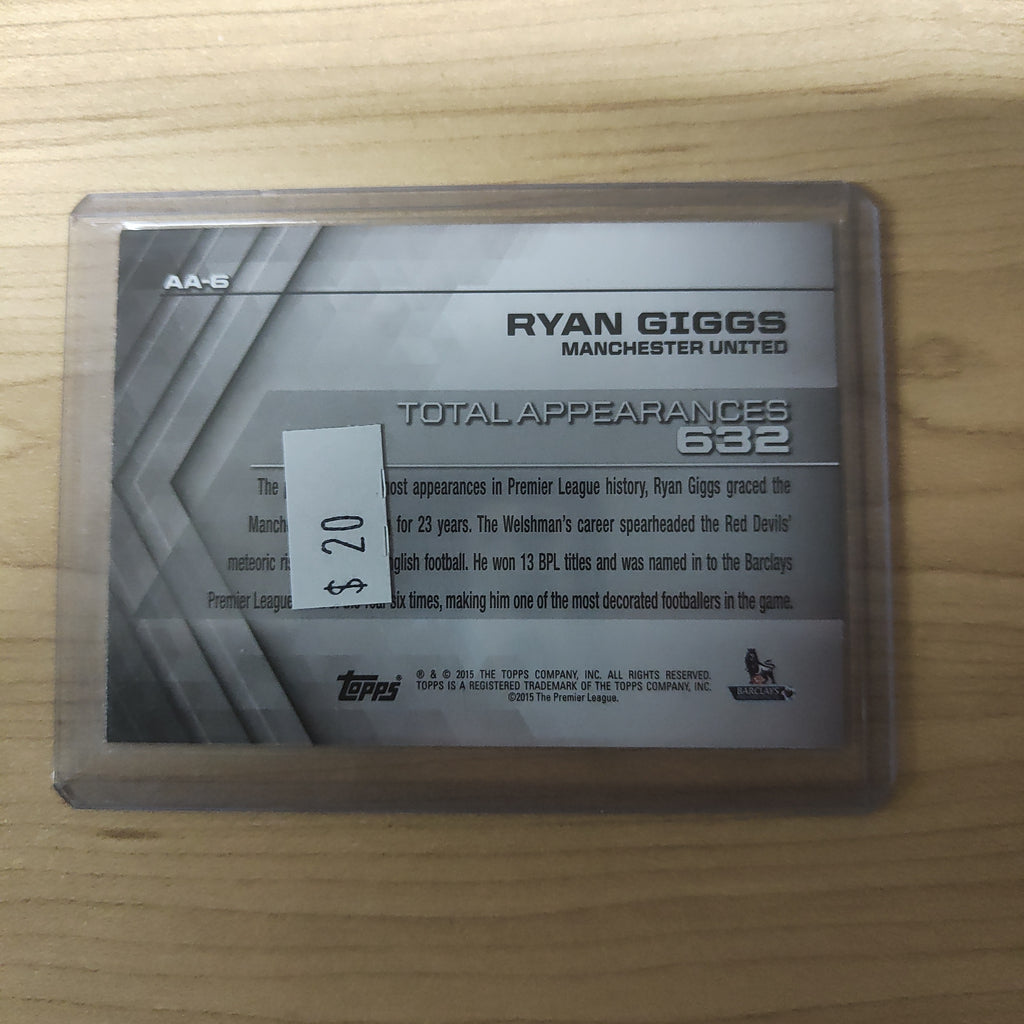 AA-6
RYAN GIGGS
MANCHESTER UNITED
TOTAL APPEARANCES
632
The ost appearances in Premier League history, Ryan Giggs graced the
Manch for 23 years. The Welshman's career spearheaded the Red Devils'
meteoric ri glish football. He won 13 BPL titles and was named in to the Barclays
Premier League six times, making him one of the most decorated footballers in the game.
$ 20
Topps® ® & © 2015 THE TOPPS COMPANY, INC. ALL RIGHTS RESERVED.
TOPPS IS A REGISTERED TRADEMARK OF THE TOPPS COMPANY, INC.
©2015 The Premier League.
BARCLAYS